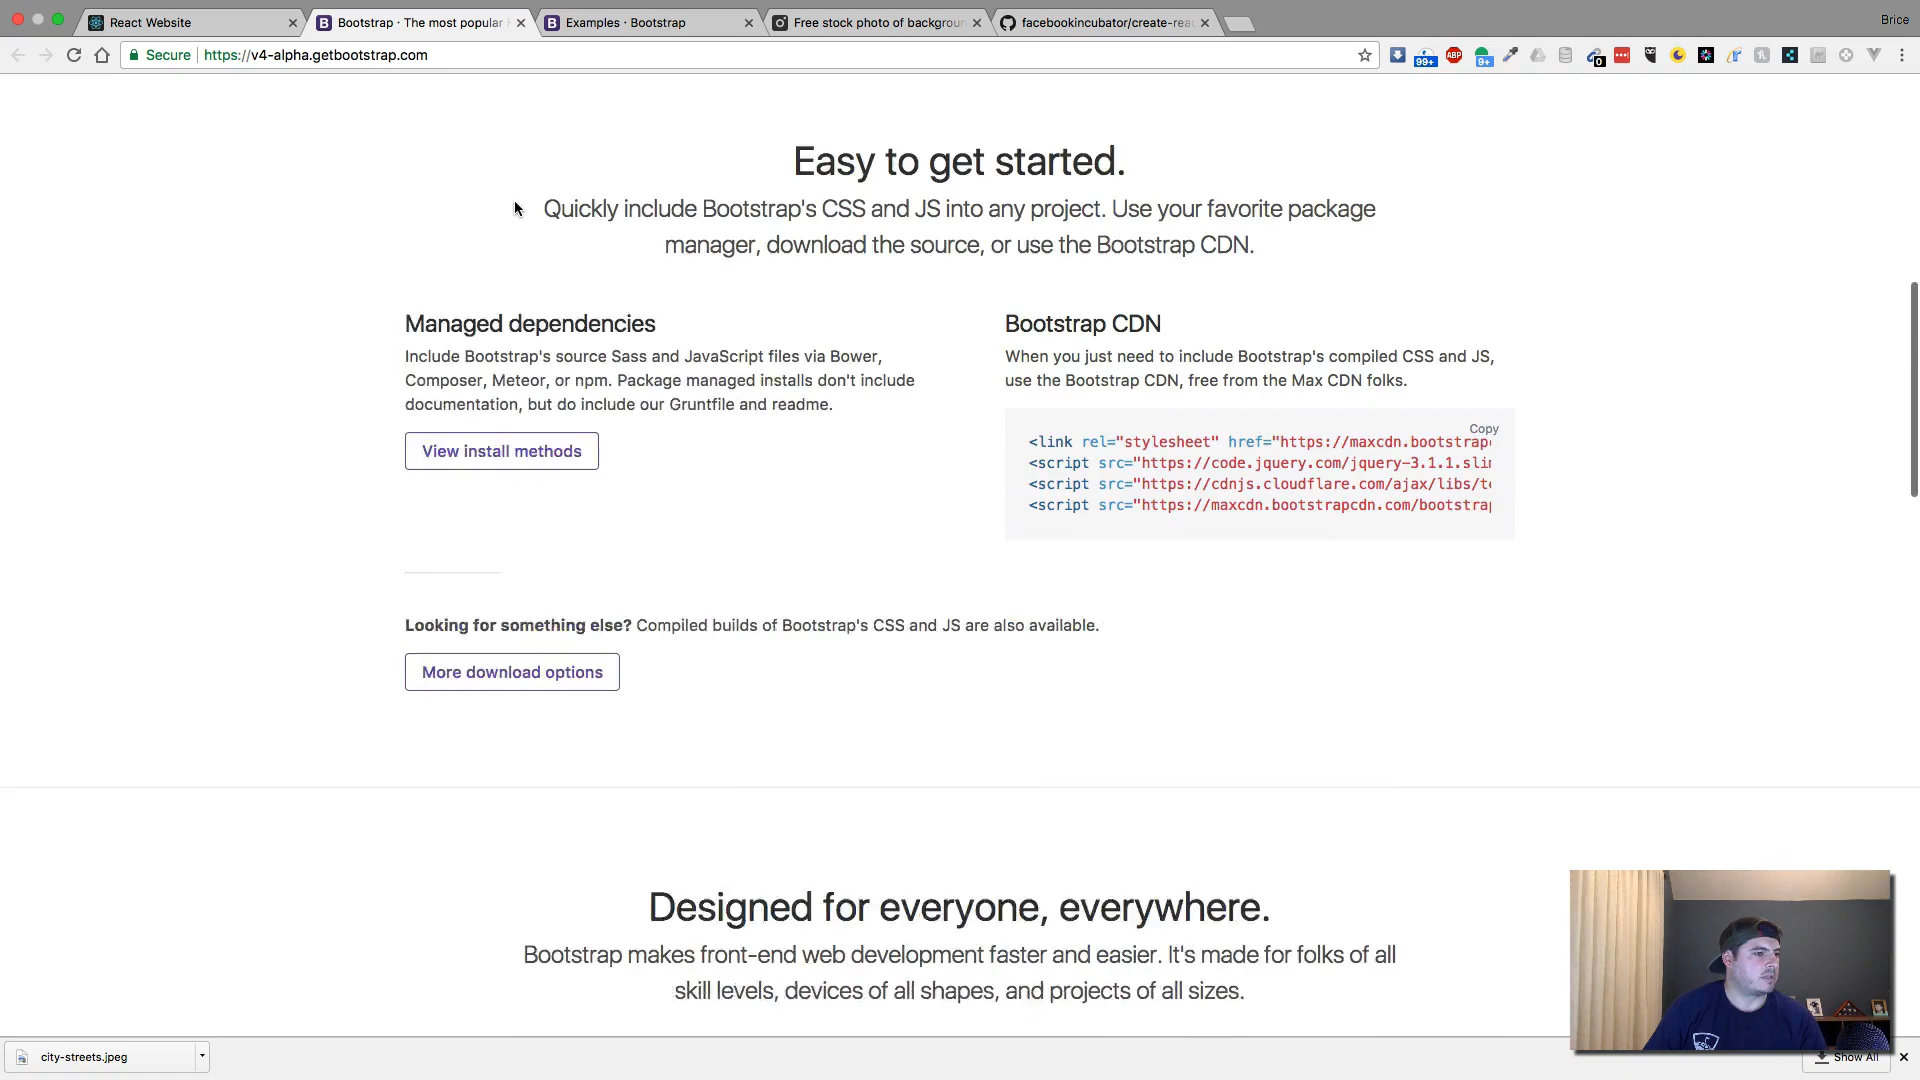 React Website
Bootstrap · The most popular
Examples · Bootstrap
Free stock photo of backgroun
facebookincubator/create-rea
Brice
Secure
https://v4-alpha.getbootstrap.com
99+
ABP
9+
0
Easy to get started.
Quickly include Bootstrap's CSS and JS into any project. Use your favorite package
manager, download the source, or use the Bootstrap CDN.
Managed dependencies
Include Bootstrap's source Sass and JavaScript files via Bower,
Composer, Meteor, or npm. Package managed installs don't include
documentation, but do include our Gruntfile and readme.
View install methods
Bootstrap CDN
When you just need to include Bootstrap's compiled CSS and JS,
use the Bootstrap CDN, free from the Max CDN folks.
Copy
<link rel="stylesheet" href="https://maxcdn.bootstrapc
<script src="https://code.jquery.com/jquery-3.1.1.slim
<script src="https://cdnjs.cloudflare.com/ajax/libs/te
<script src="https://maxcdn.bootstrapcdn.com/bootstrap
Looking for something else? Compiled builds of Bootstrap's CSS and JS are also available.
More download options
Designed for everyone, everywhere.
Bootstrap makes front-end web development faster and easier. It's made for folks of all
skill levels, devices of all shapes, and projects of all sizes.
city-streets.jpeg
Show All